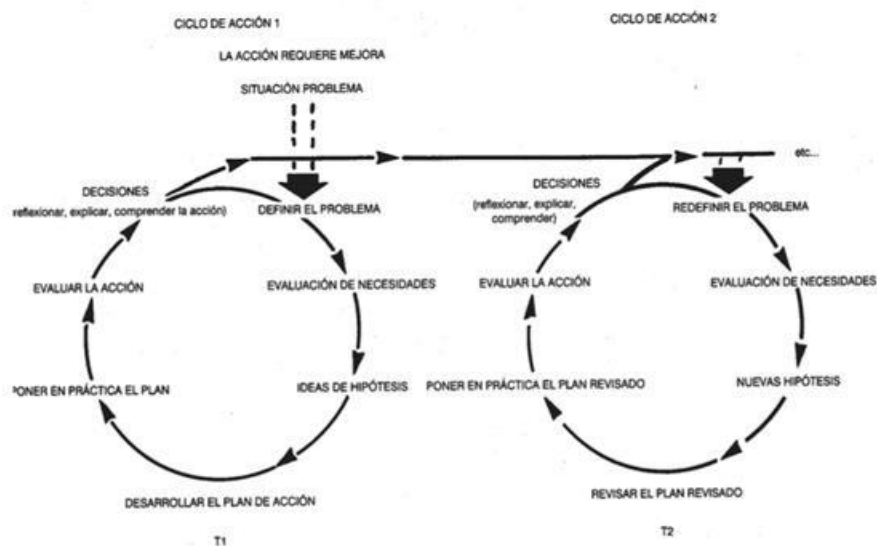 CICLO DE ACCIÓN 1
LA ACCIÓN REQUIERE MEJORA
SITUACIÓN PROBLEMA
DECISIONES
reflexionar, explicar, comprender la acción)
DEFINIR EL PROBLEMA
EVALUACIÓN DE NECESIDADES
IDEAS DE HIPÓTESIS
DESARROLLAR EL PLAN DE ACCIÓN
PONER EN PRÁCTICA EL PLAN
EVALUAR LA ACCIÓN
T1
CICLO DE ACCIÓN 2
etc...
DECISIONES
(reflexionar, explicar,
comprender)
REDEFINIR EL PROBLEMA
EVALUACIÓN DE NECESIDADES
NUEVAS HIPÓTESIS
REVISAR EL PLAN REVISADO
PONER EN PRÁCTICA EL PLAN REVISADO
EVALUAR LA ACCIÓN
T2